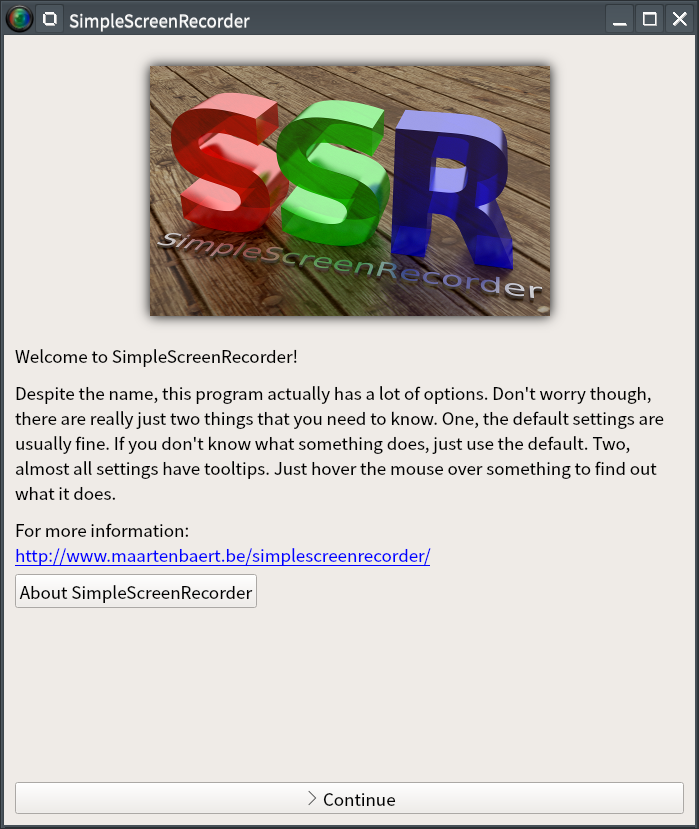 SimpleScreenRecorder
SSR
SimpleScreenRecorder
Welcome to SimpleScreenRecorder!
Despite the name, this program actually has a lot of options. Don't worry though,
there are really just two things that you need to know. One, the default settings are
usually fine. If you don't know what something does, just use the default. Two,
almost all settings have tooltips. Just hover the mouse over something to find out
what it does.
For more information:
http://www.maartenbaert.be/simplescreenrecorder/
About SimpleScreenRecorder
Continue